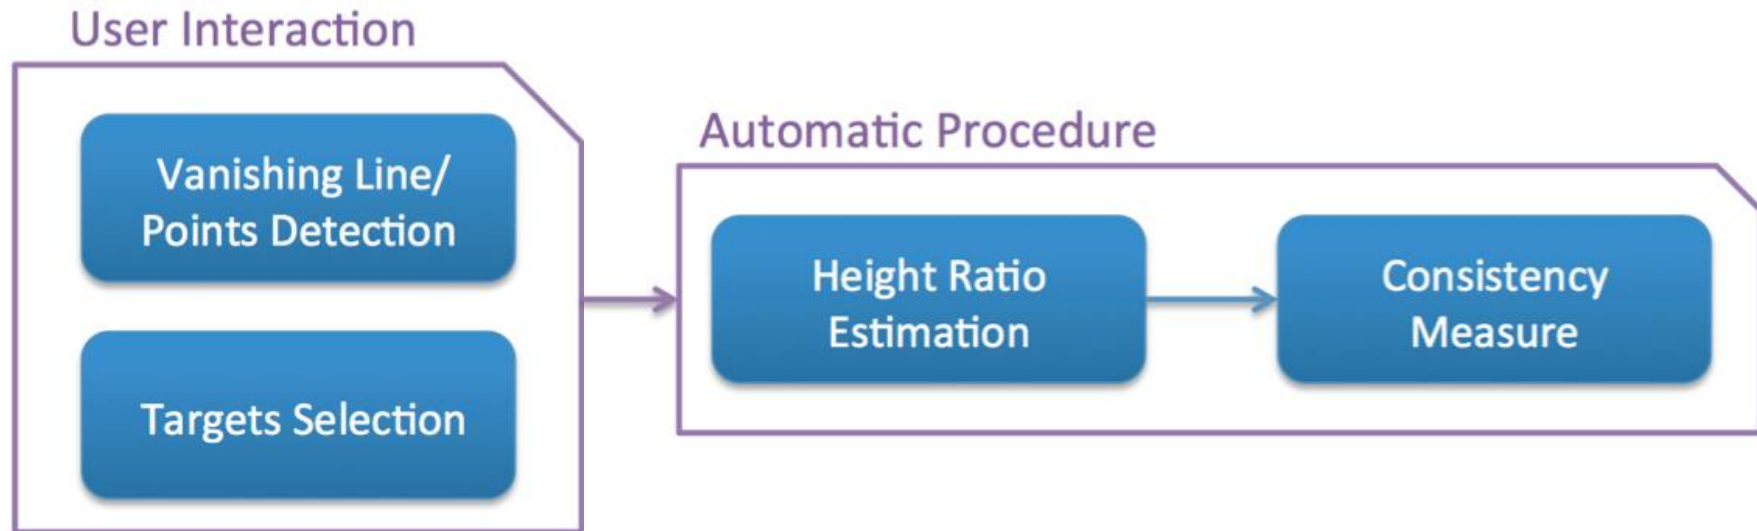 User Interaction
Vanishing Line/
Points Detection
Targets Selection
Automatic Procedure
Height Ratio
Estimation
Consistency
Measure